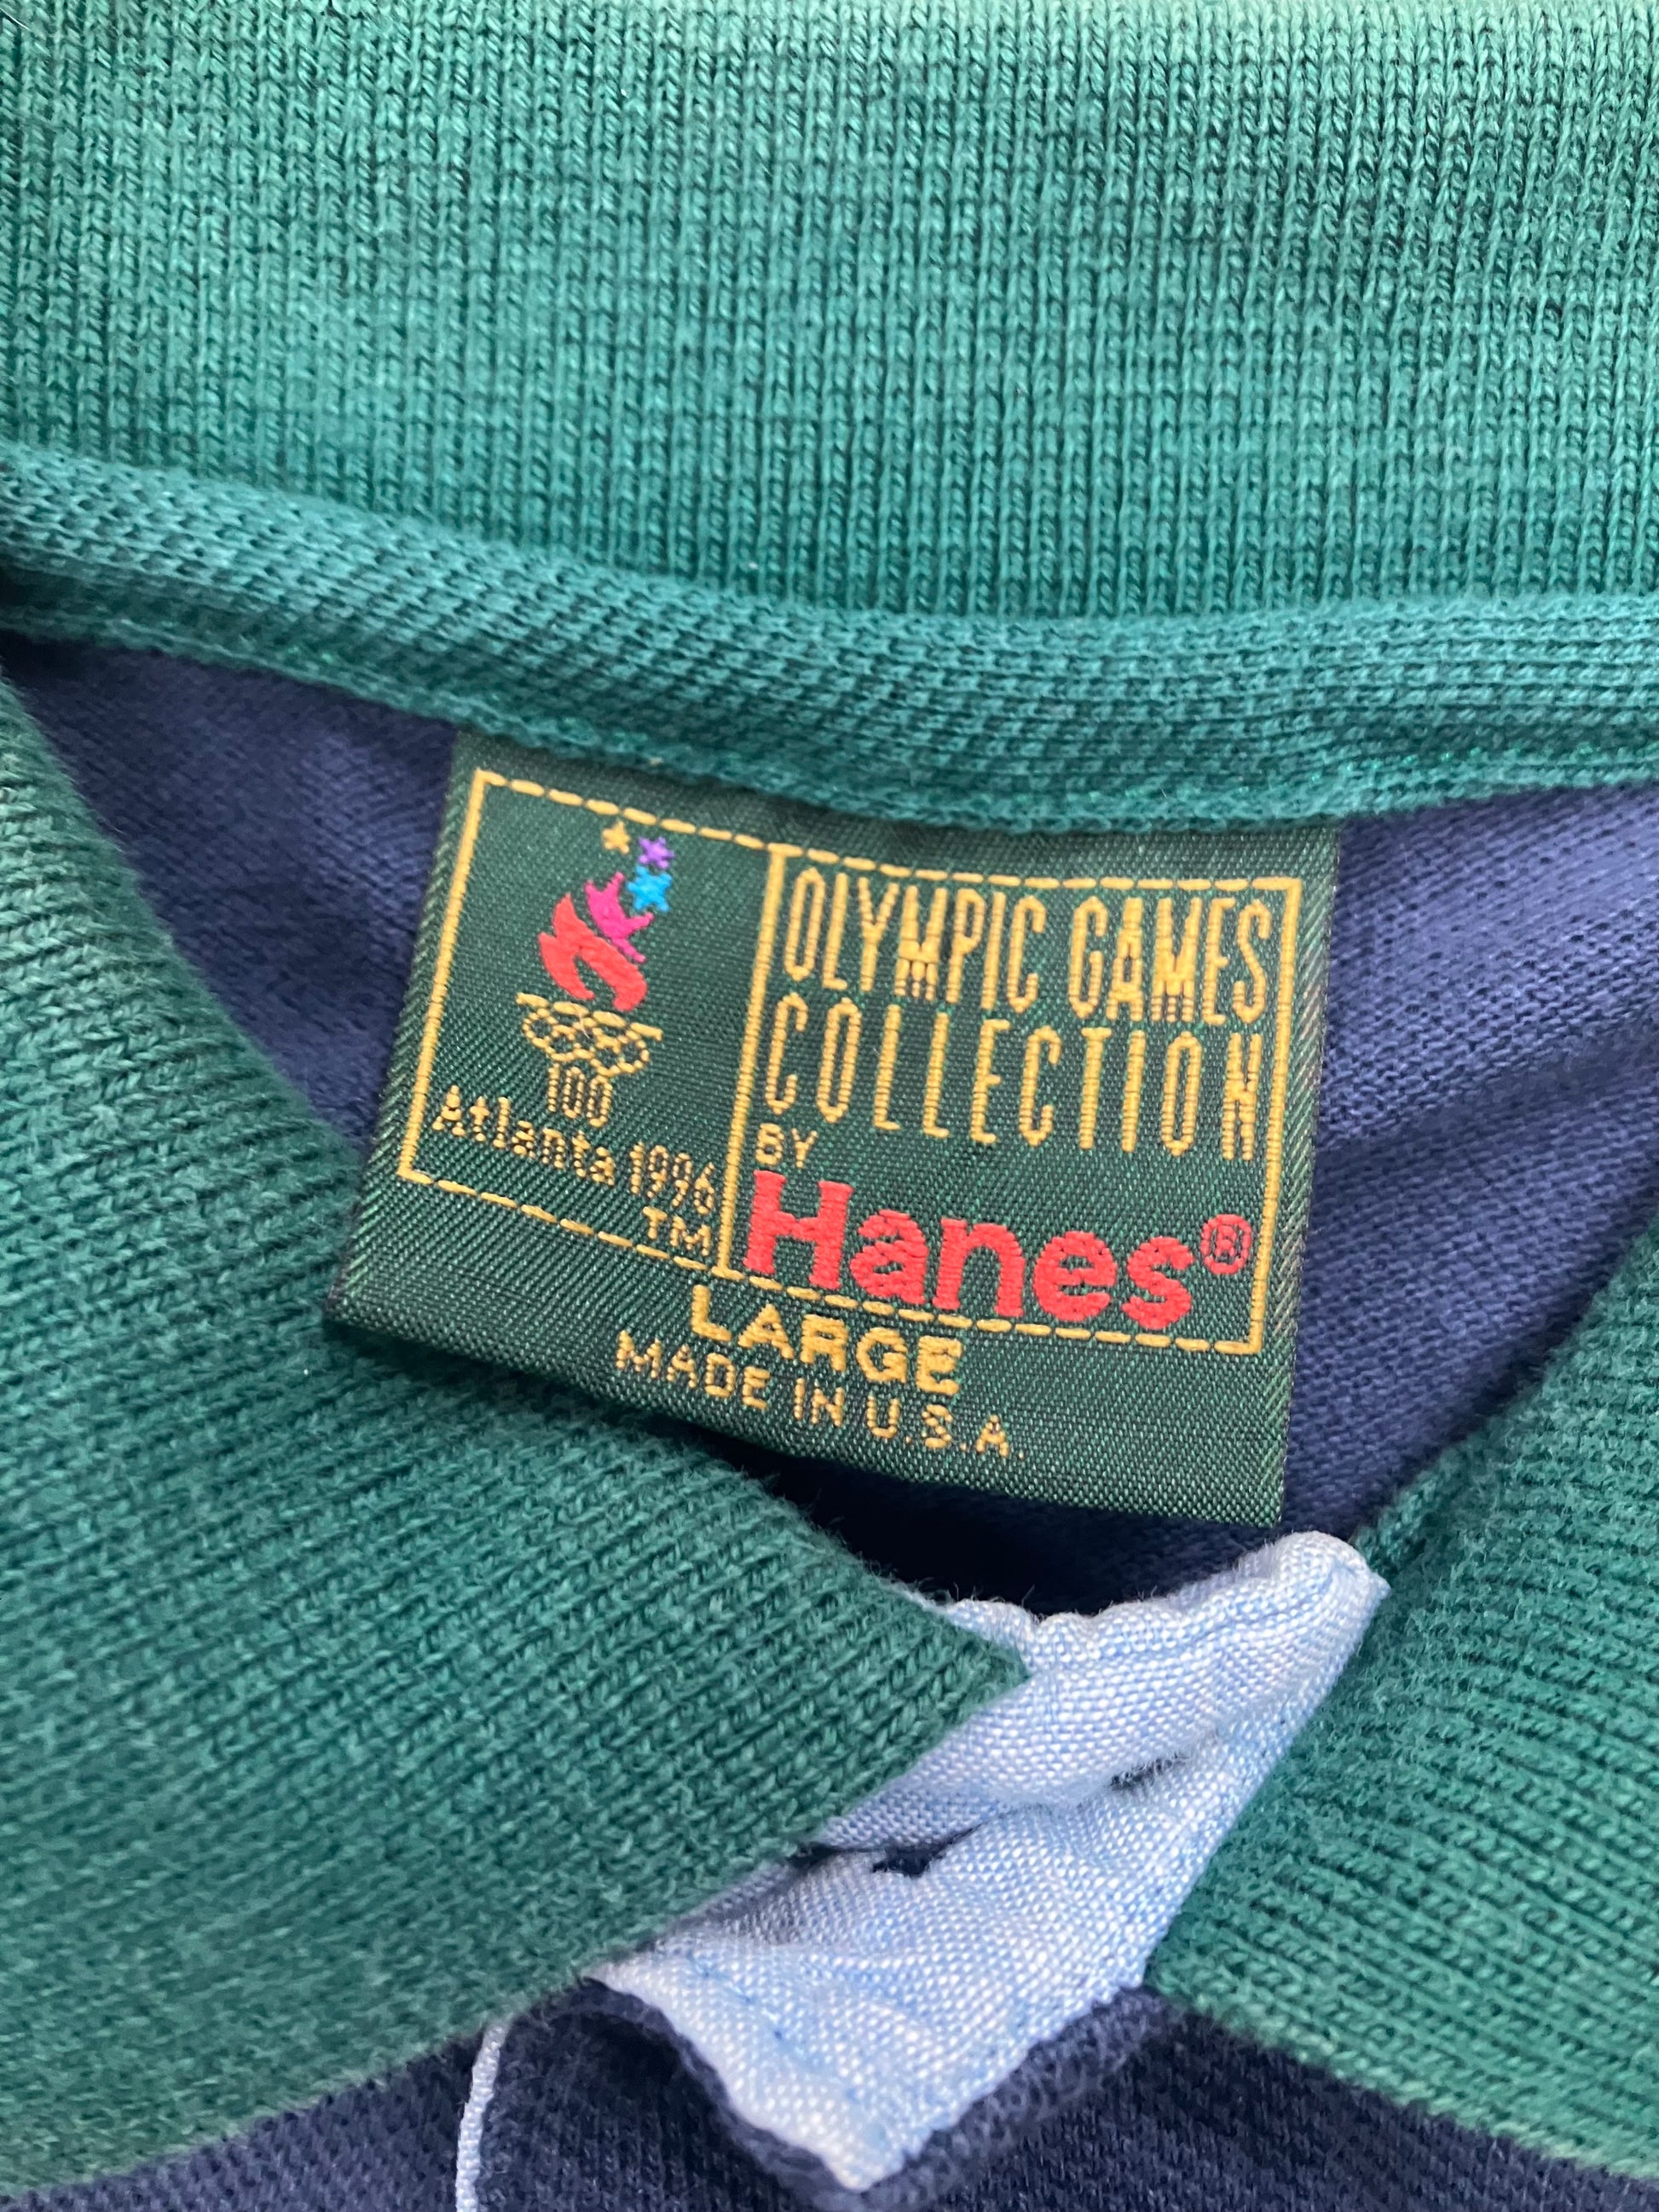 100
Atlanta 1996
TM
OLYMPIC GAMES
COLLECTION
BY
Hanes®
LARGE
MADE IN U.S.A.